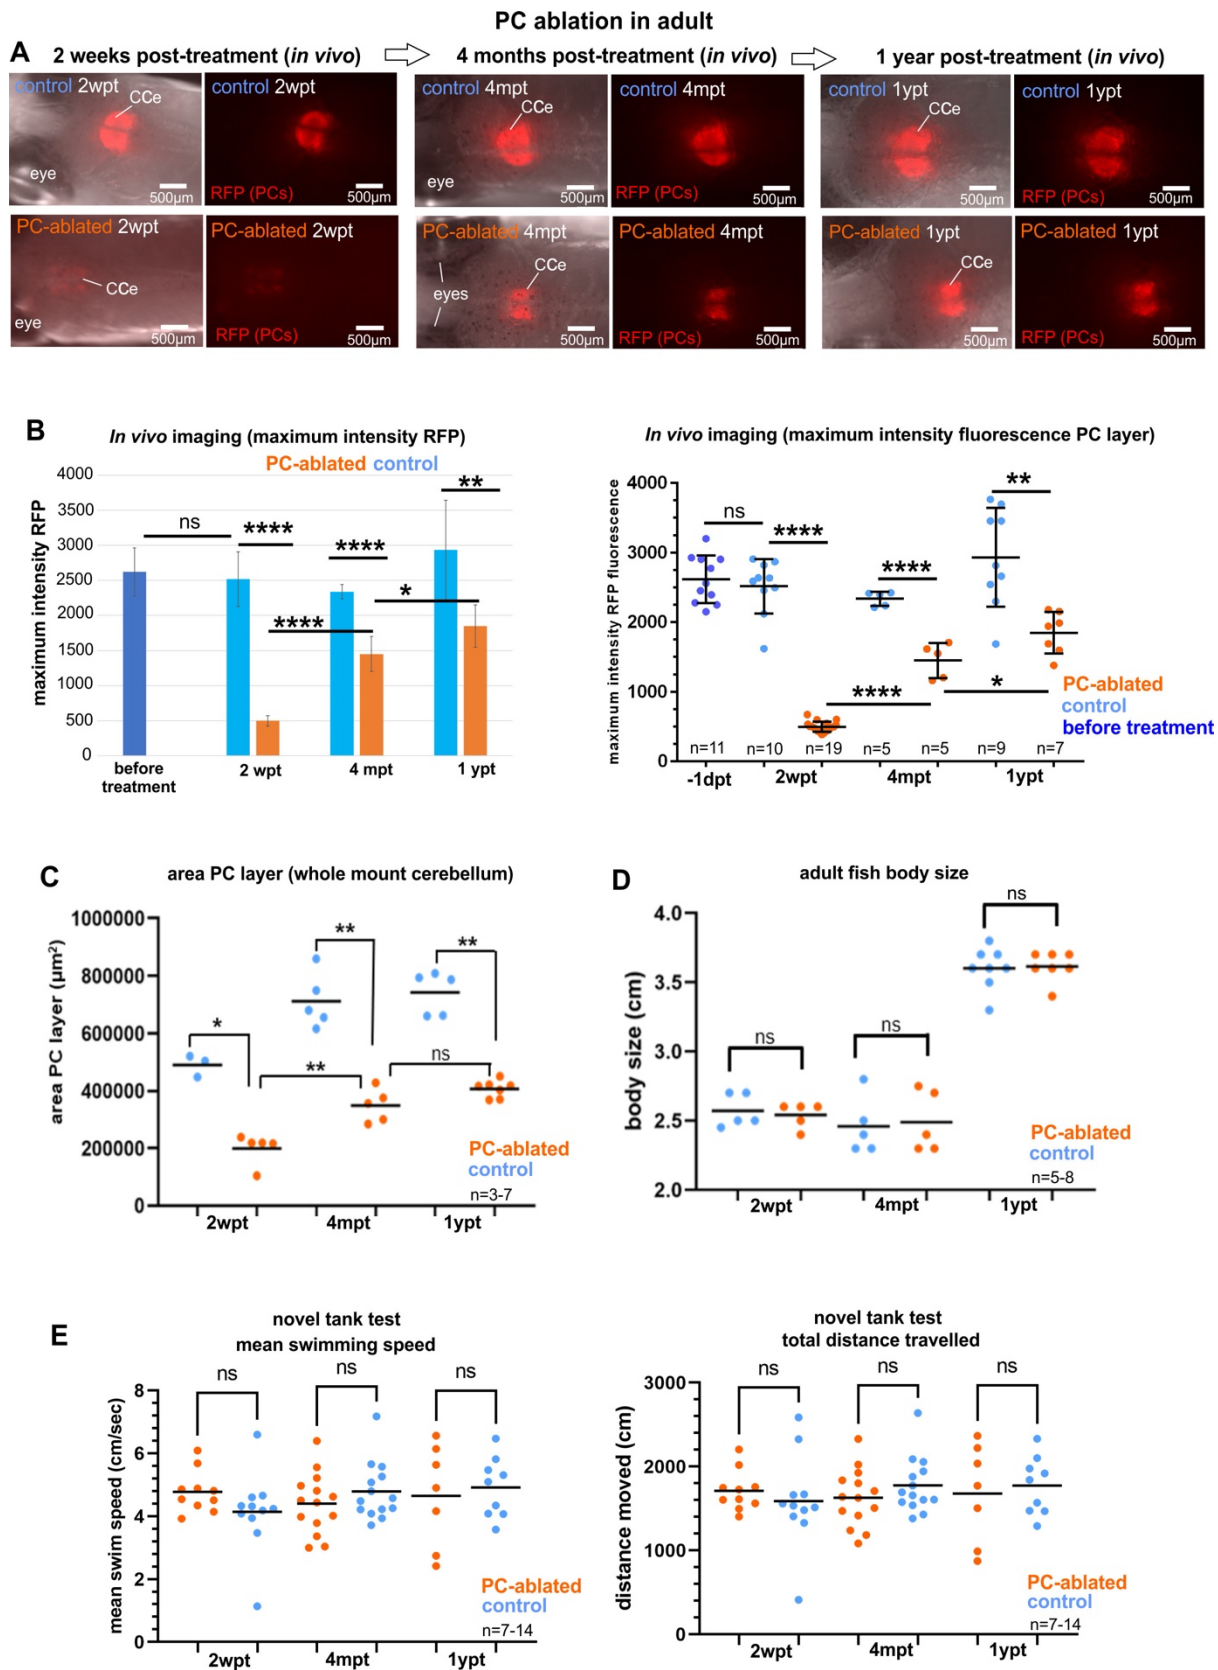 PC ablation in adult
A
2 weeks post-treatment (in vivo)
4 months post-treatment (in vivo)
1 year post-treatment (in vivo)
control 2wpt
CCe
eye
500µm
control 2wpt
RFP (PCs)
500µm
control 4mpt
CCe
eye
500µm
control 4mpt
RFP (PCs)
500µm
control 1ypt
CCe
500µm
control 1ypt
RFP (PCs)
500µm
PC-ablated 2wpt
CCe
eye
500µm
PC-ablated 2wpt
RFP (PCs)
500µm
PC-ablated 4mpt
CCe
eyes
500µm
PC-ablated 4mpt
RFP (PCs)
500µm
PC-ablated 1ypt
CCe
500µm
PC-ablated 1ypt
RFP (PCs)
500µm
B
In vivo imaging (maximum intensity RFP)
PC-ablated control
maximum intensity RFP
4000
3500
3000
2500
2000
1500
1000
500
0
ns
****
****
**
****
*
before
treatment
2 wpt
4 mpt
1 ypt
In vivo imaging (maximum intensity fluorescence PC layer)
maximum intensity RFP fluorescence
4000
3000
2000
1000
0
ns
****
****
**
****
*
PC-ablated
control
before treatment
n=11
n=10
n=19
n=5
n=5
n=9
n=7
-1dpt
2wpt
4mpt
1ypt
C
area PC layer (whole mount cerebellum)
area PC layer (µm²)
1000000
800000
600000
400000
200000
0
*
**
**
**
ns
PC-ablated
control
n=3-7
2wpt
4mpt
1ypt
D
adult fish body size
body size (cm)
4.0
3.5
3.0
2.5
2.0
ns
ns
ns
PC-ablated
control
n=5-8
2wpt
4mpt
1ypt
E
novel tank test
mean swimming speed
mean swim speed (cm/sec)
8
6
4
2
0
ns
ns
ns
PC-ablated
control
n=7-14
2wpt
4mpt
1ypt
novel tank test
total distance travelled
distance moved (cm)
3000
2000
1000
0
ns
ns
ns
PC-ablated
control
n=7-14
2wpt
4mpt
1ypt